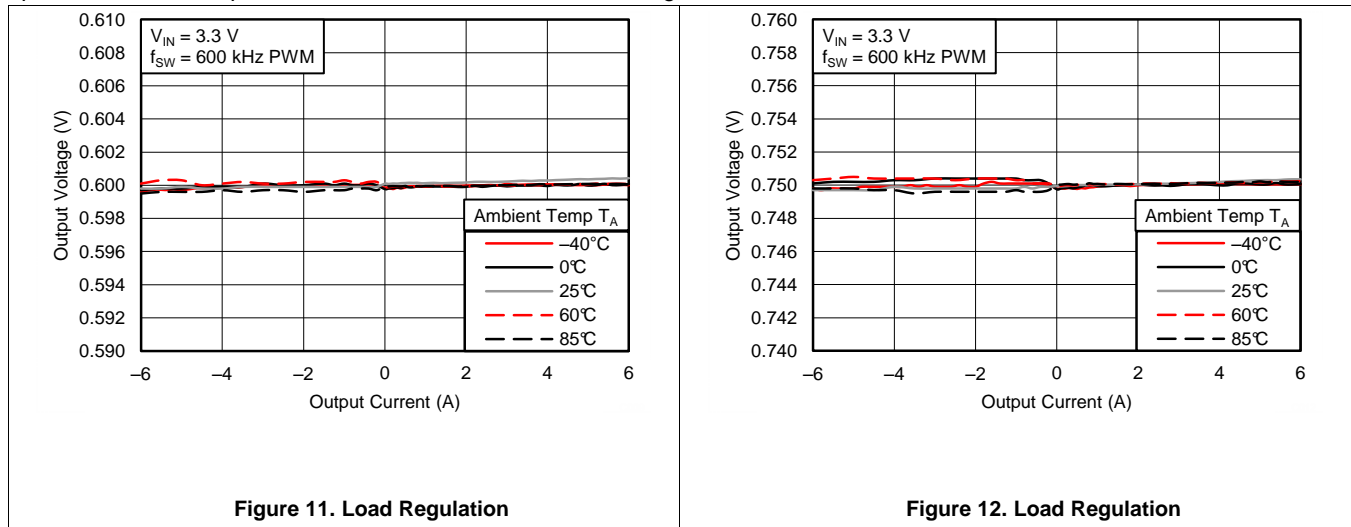 0.610
0.608
0.606
0.604
0.602
0.600
0.598
0.596
0.594
0.592
0.590
Output Voltage (V)
V_IN = 3.3 V
f_SW = 600 kHz PWM
Ambient Temp T_A
–40°C
0℃
25℃
60℃
85℃
–6 –4 –2 0 2 4 6
Output Current (A)
Figure 11. Load Regulation
0.760
0.758
0.756
0.754
0.752
0.750
0.748
0.746
0.744
0.742
0.740
Output Voltage (V)
V_IN = 3.3 V
f_SW = 600 kHz PWM
Ambient Temp T_A
–40°C
0℃
25℃
60℃
85℃
–6 –4 –2 0 2 4 6
Output Current (A)
Figure 12. Load Regulation